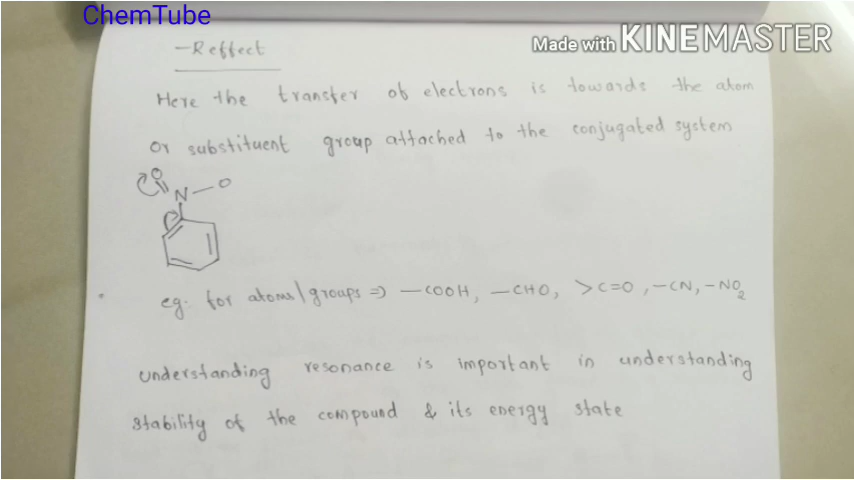 ChemTube
Made with KINEMASTER
-R effect
Here the transfer of electrons is towards the atom
or substituent group attached to the conjugated system
O
N-O
eg:- for atoms/groups => -COOH, -CHO, >C=O, -CN, -NO2
understanding resonance is important in understanding
stability of the compound & its energy state